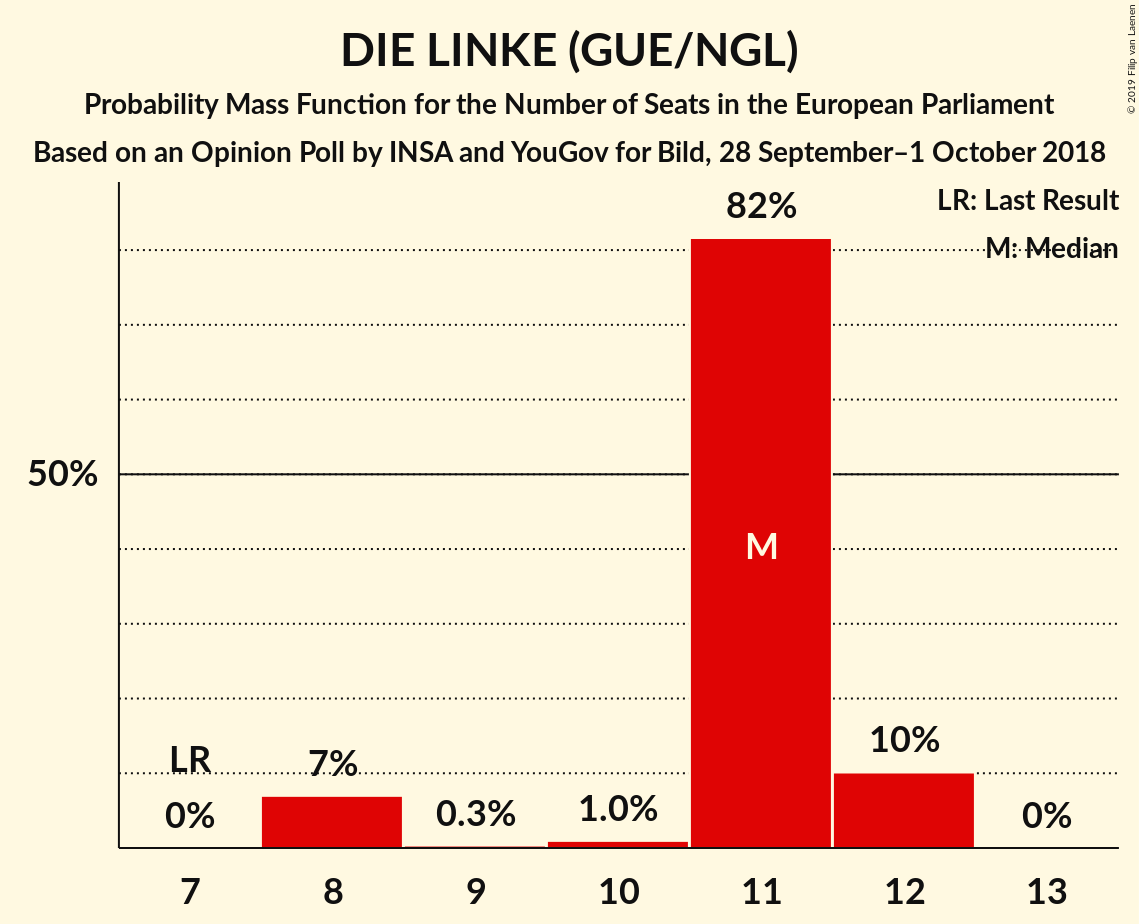 DIE LINKE (GUE/NGL)
Probability Mass Function for the Number of Seats in the European Parliament
Based on an Opinion Poll by INSA and YouGov for Bild, 28 September–1 October 2018
© 2019 Filip van Laenen
LR: Last Result
M: Median
82%
50%
M
LR
0%
7%
0.3%
1.0%
10%
0%
7 8 9 10 11 12 13